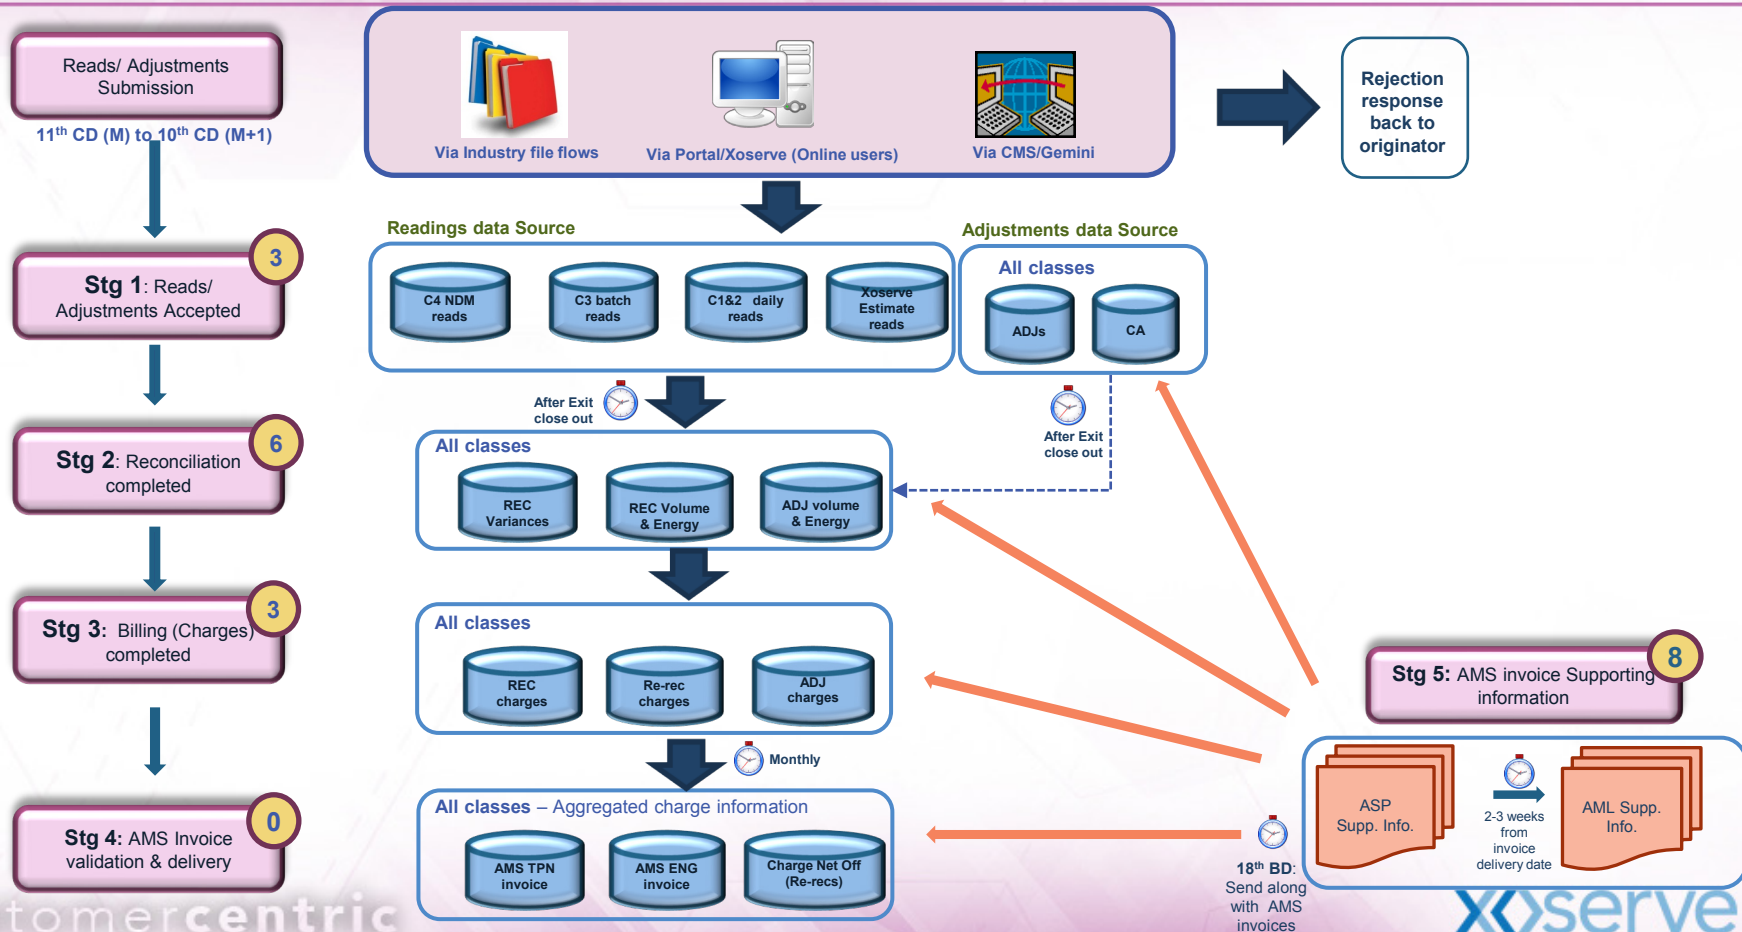 Reads/ Adjustments
Submission
11th CD (M) to 10th CD (M+1)
Via Industry file flows
Via Portal/Xoserve (Online users)
Via CMS/Gemini
Rejection
response
back to
originator
Readings data Source
Adjustments data Source
3
Stg 1: Reads/
Adjustments Accepted
C4 NDM
reads
C3 batch
reads
C1&2 daily
reads
Xoserve
Estimate
reads
All classes
ADJs
CA
After Exit
close out
After Exit
close out
6
Stg 2: Reconciliation
completed
All classes
REC
Variances
REC Volume
& Energy
ADJ volume
& Energy
3
Stg 3: Billing (Charges)
completed
All classes
REC
charges
Re-rec
charges
ADJ
charges
8
Stg 5: AMS invoice Supporting
information
Monthly
0
Stg 4: AMS Invoice
validation & delivery
All classes – Aggregated charge information
AMS TPN
invoice
AMS ENG
invoice
Charge Net Off
(Re-recs)
18th BD:
Send along
with AMS
invoices
ASP
Supp. Info.
2-3 weeks
from
invoice
delivery date
AML Supp.
Info.
tomercentric
xoserve